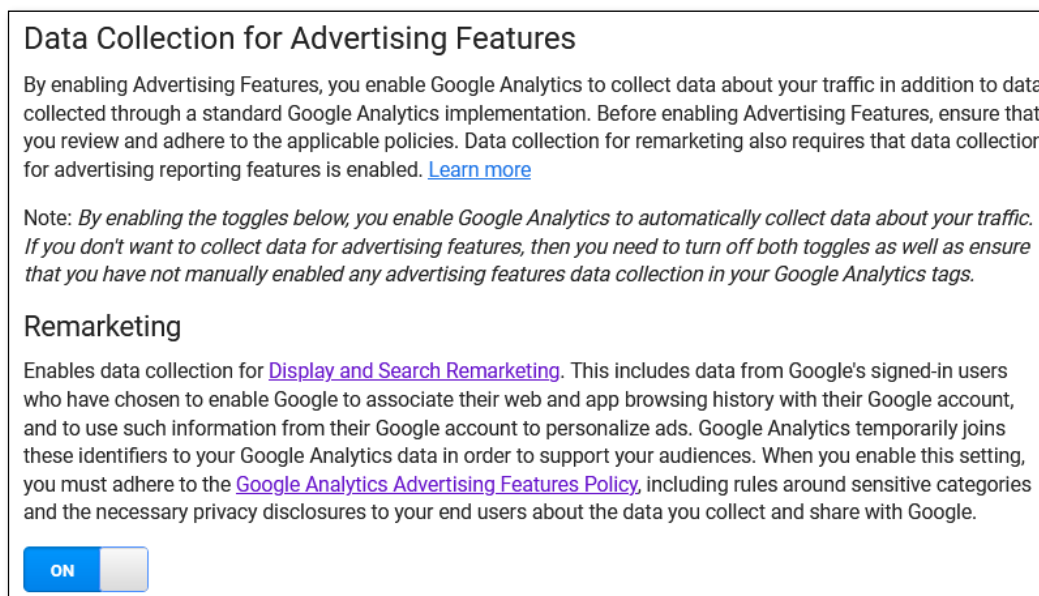 Data Collection for Advertising Features
By enabling Advertising Features, you enable Google Analytics to collect data about your traffic in addition to data
collected through a standard Google Analytics implementation. Before enabling Advertising Features, ensure that
you review and adhere to the applicable policies. Data collection for remarketing also requires that data collection
for advertising reporting features is enabled. Learn more
Note: By enabling the toggles below, you enable Google Analytics to automatically collect data about your traffic.
If you don't want to collect data for advertising features, then you need to turn off both toggles as well as ensure
that you have not manually enabled any advertising features data collection in your Google Analytics tags.
Remarketing
Enables data collection for Display and Search Remarketing. This includes data from Google's signed-in users
who have chosen to enable Google to associate their web and app browsing history with their Google account,
and to use such information from their Google account to personalize ads. Google Analytics temporarily joins
these identifiers to your Google Analytics data in order to support your audiences. When you enable this setting,
you must adhere to the Google Analytics Advertising Features Policy, including rules around sensitive categories
and the necessary privacy disclosures to your end users about the data you collect and share with Google.
ON